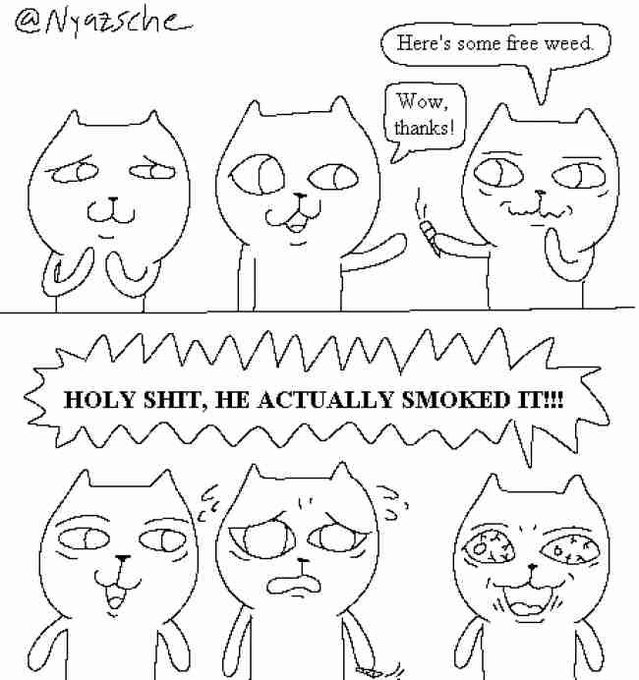 @Nyazsche
Here's some free weed.
Wow,
thanks!
HOLY SHIT, HE ACTUALLY SMOKED IT!!!